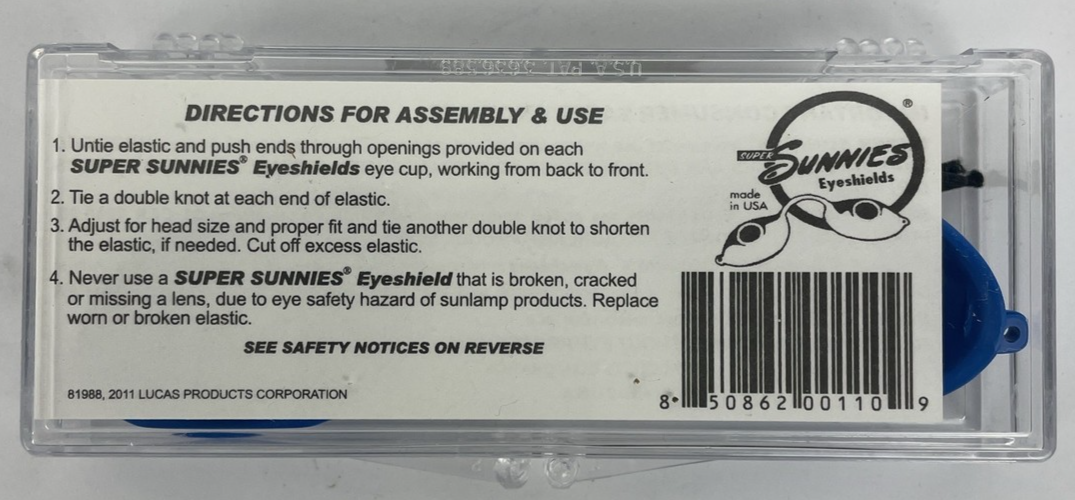 U.S.A. PAT. 3,636,389
DIRECTIONS FOR ASSEMBLY & USE
1. Untie elastic and push ends through openings provided on each
SUPER SUNNIES® Eyeshields eye cup, working from back to front.
2. Tie a double knot at each end of elastic.
3. Adjust for head size and proper fit and tie another double knot to shorten
the elastic, if needed. Cut off excess elastic.
4. Never use a SUPER SUNNIES® Eyeshield that is broken, cracked
or missing a lens, due to eye safety hazard of sunlamp products. Replace
worn or broken elastic.
SEE SAFETY NOTICES ON REVERSE
81988, 2011 LUCAS PRODUCTS CORPORATION
®
SUPER SUNNIES
Eyeshields
made
in USA
8 50862 00110 9